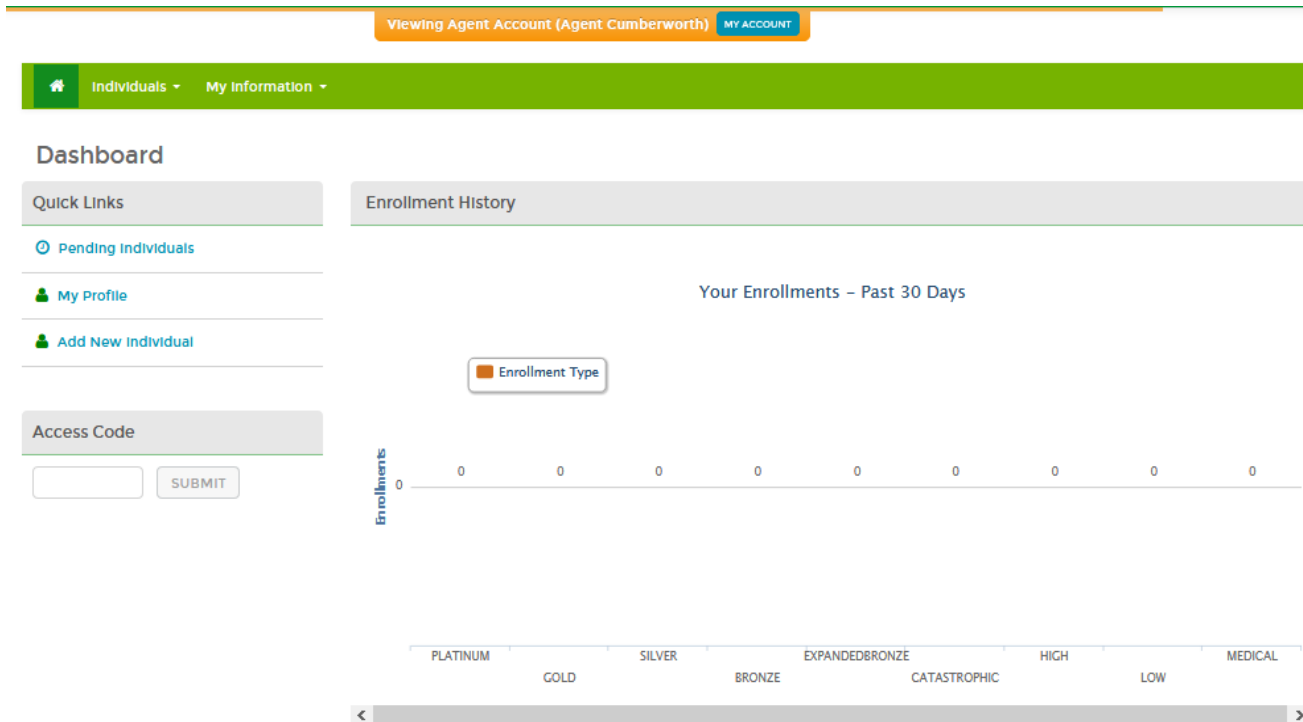 Viewing Agent Account (Agent Cumberworth) MY ACCOUNT
Individuals My Information
Dashboard
Quick Links
Pending Individuals
My Profile
Add New Individual
Access Code
SUBMIT
Enrollment History
Your Enrollments – Past 30 Days
Enrollment Type
Enrollments
0
0 0 0 0 0 0 0 0 0
PLATINUM SILVER EXPANDEDBRONZE HIGH MEDICAL
GOLD BRONZE CATASTROPHIC LOW